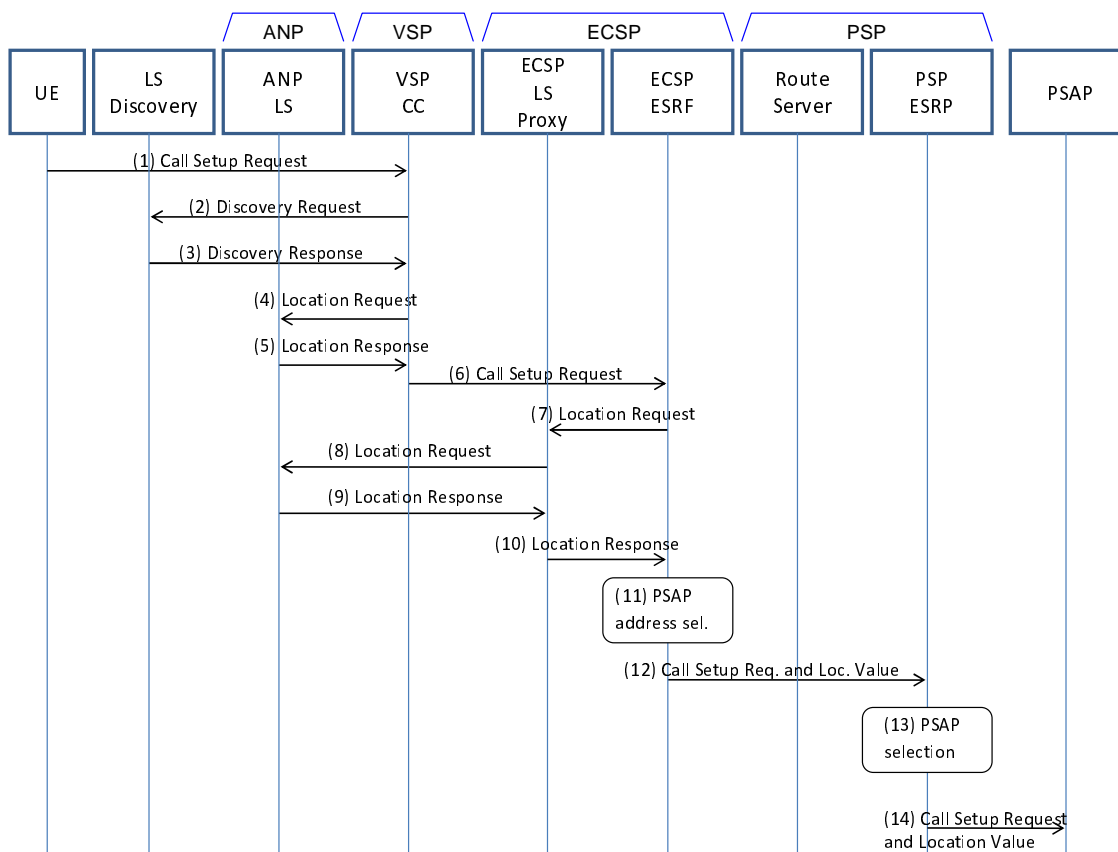 ANP
VSP
ECSP
PSP
UE
LS
Discovery
ANP
LS
VSP
CC
ECSP
LS
Proxy
ECSP
ESRF
Route
Server
PSP
ESRP
PSAP
(1) Call Setup Request
(2) Discovery Request
(3) Discovery Response
(4) Location Request
(5) Location Response
(6) Call Setup Request
(7) Location Request
(8) Location Request
(9) Location Response
(10) Location Response
(11) PSAP
address sel.
(12) Call Setup Req. and Loc. Value
(13) PSAP
selection
(14) Call Setup Request
and Location Value